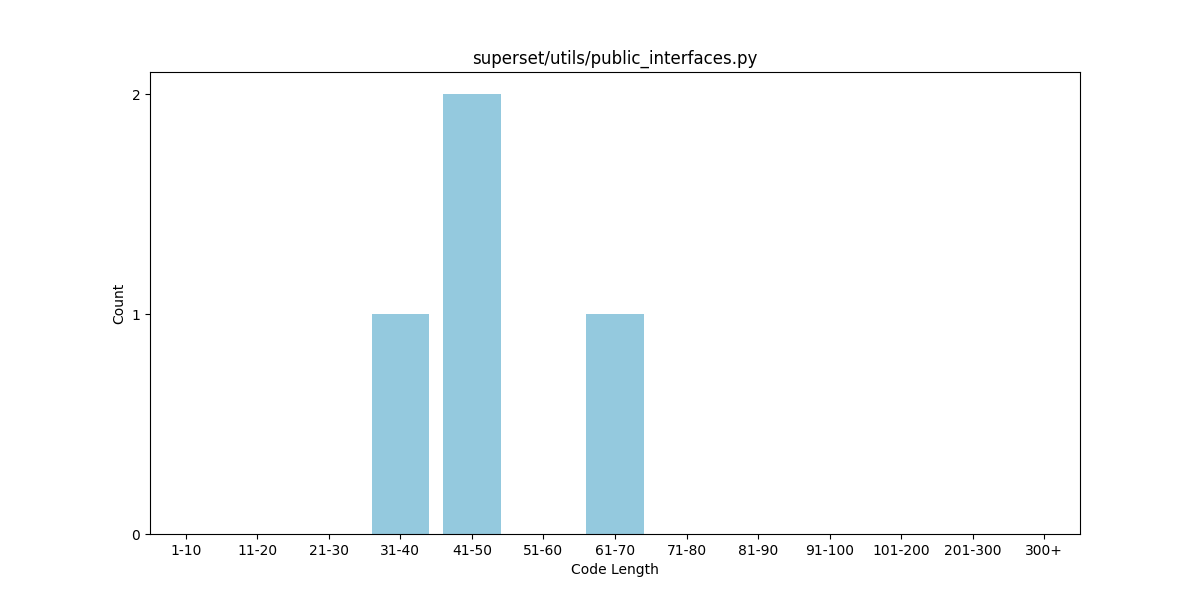 superset/utils/public_interfaces.py
2
1
0
Count
1-10 11-20 21-30 31-40 41-50 51-60 61-70 71-80 81-90 91-100 101-200 201-300 300+
Code Length